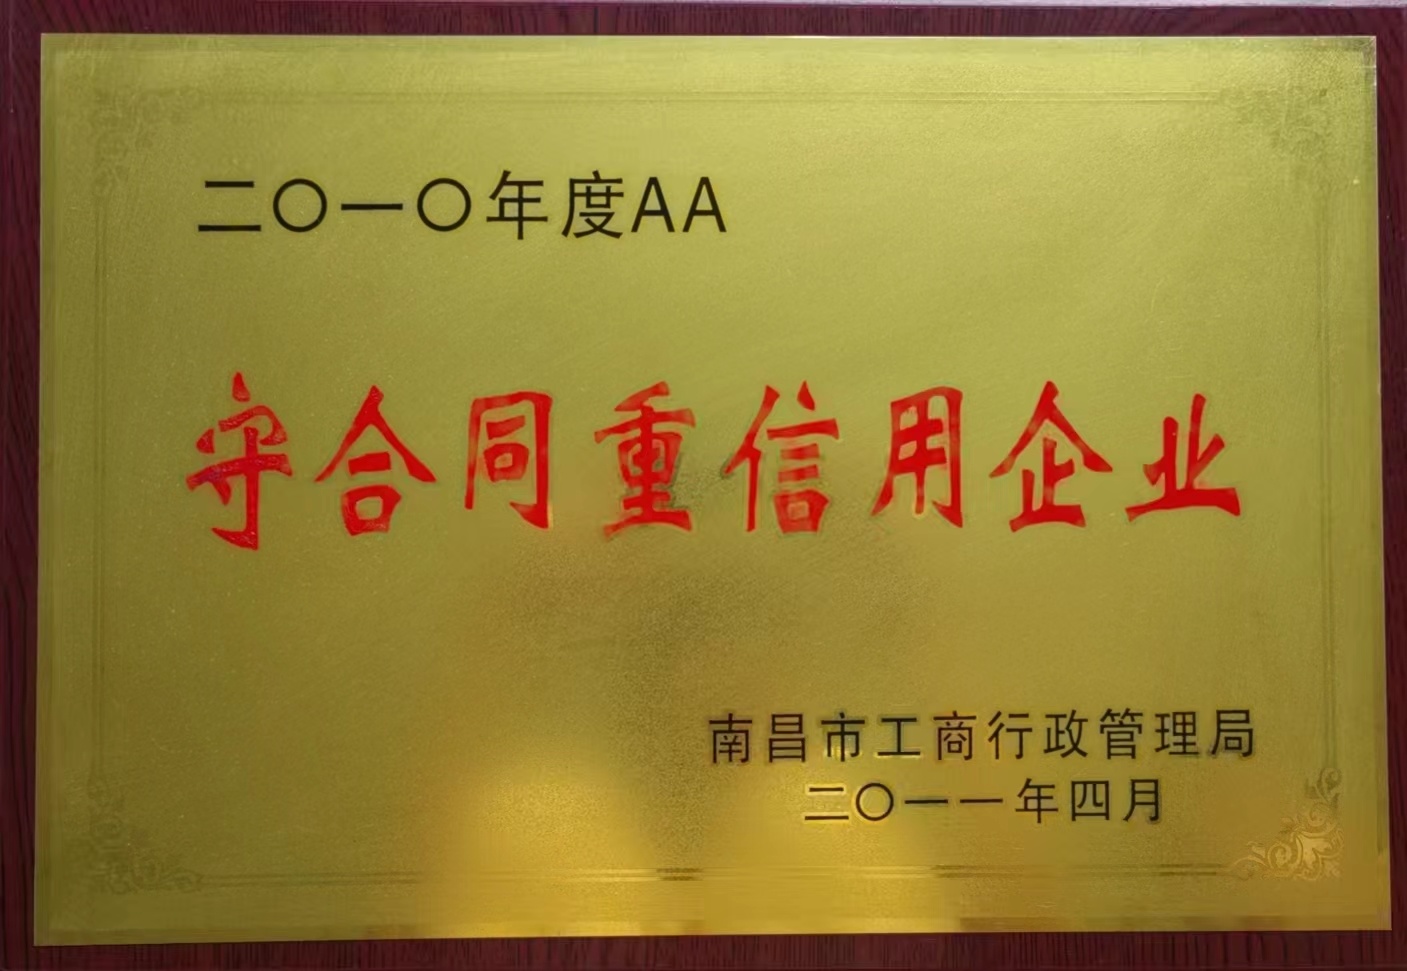 二〇一〇年度AA
守合同重信用企业
南昌市工商行政管理局
二〇一一年四月